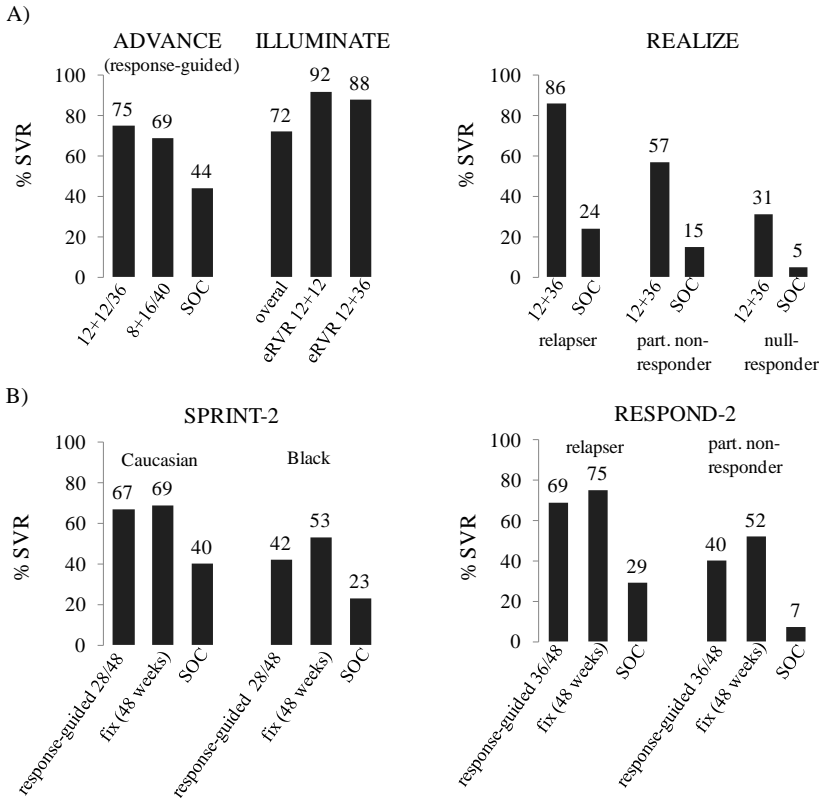 A)
ADVANCE
(response-guided)
ILLUMINATE
% SVR
100
80
60
40
20
0
75
69
44
72
92
88
12+12/36
8+16/40
SOC
overal
eRVR 12+12
eRVR 12+36
REALIZE
% SVR
100
80
60
40
20
0
86
24
57
15
31
5
12+36
SOC
12+36
SOC
12+36
SOC
relapser
part. non-
responder
null-
responder
B)
SPRINT-2
% SVR
100
80
60
40
20
0
Caucasian
Black
67
69
40
42
53
23
response-guided 28/48
fix (48 weeks)
SOC
response-guided 28/48
fix (48 weeks)
SOC
RESPOND-2
% SVR
100
80
60
40
20
0
relapser
part. non-
responder
69
75
29
40
52
7
response-guided 36/48
fix (48 weeks)
SOC
response-guided 36/48
fix (48 weeks)
SOC